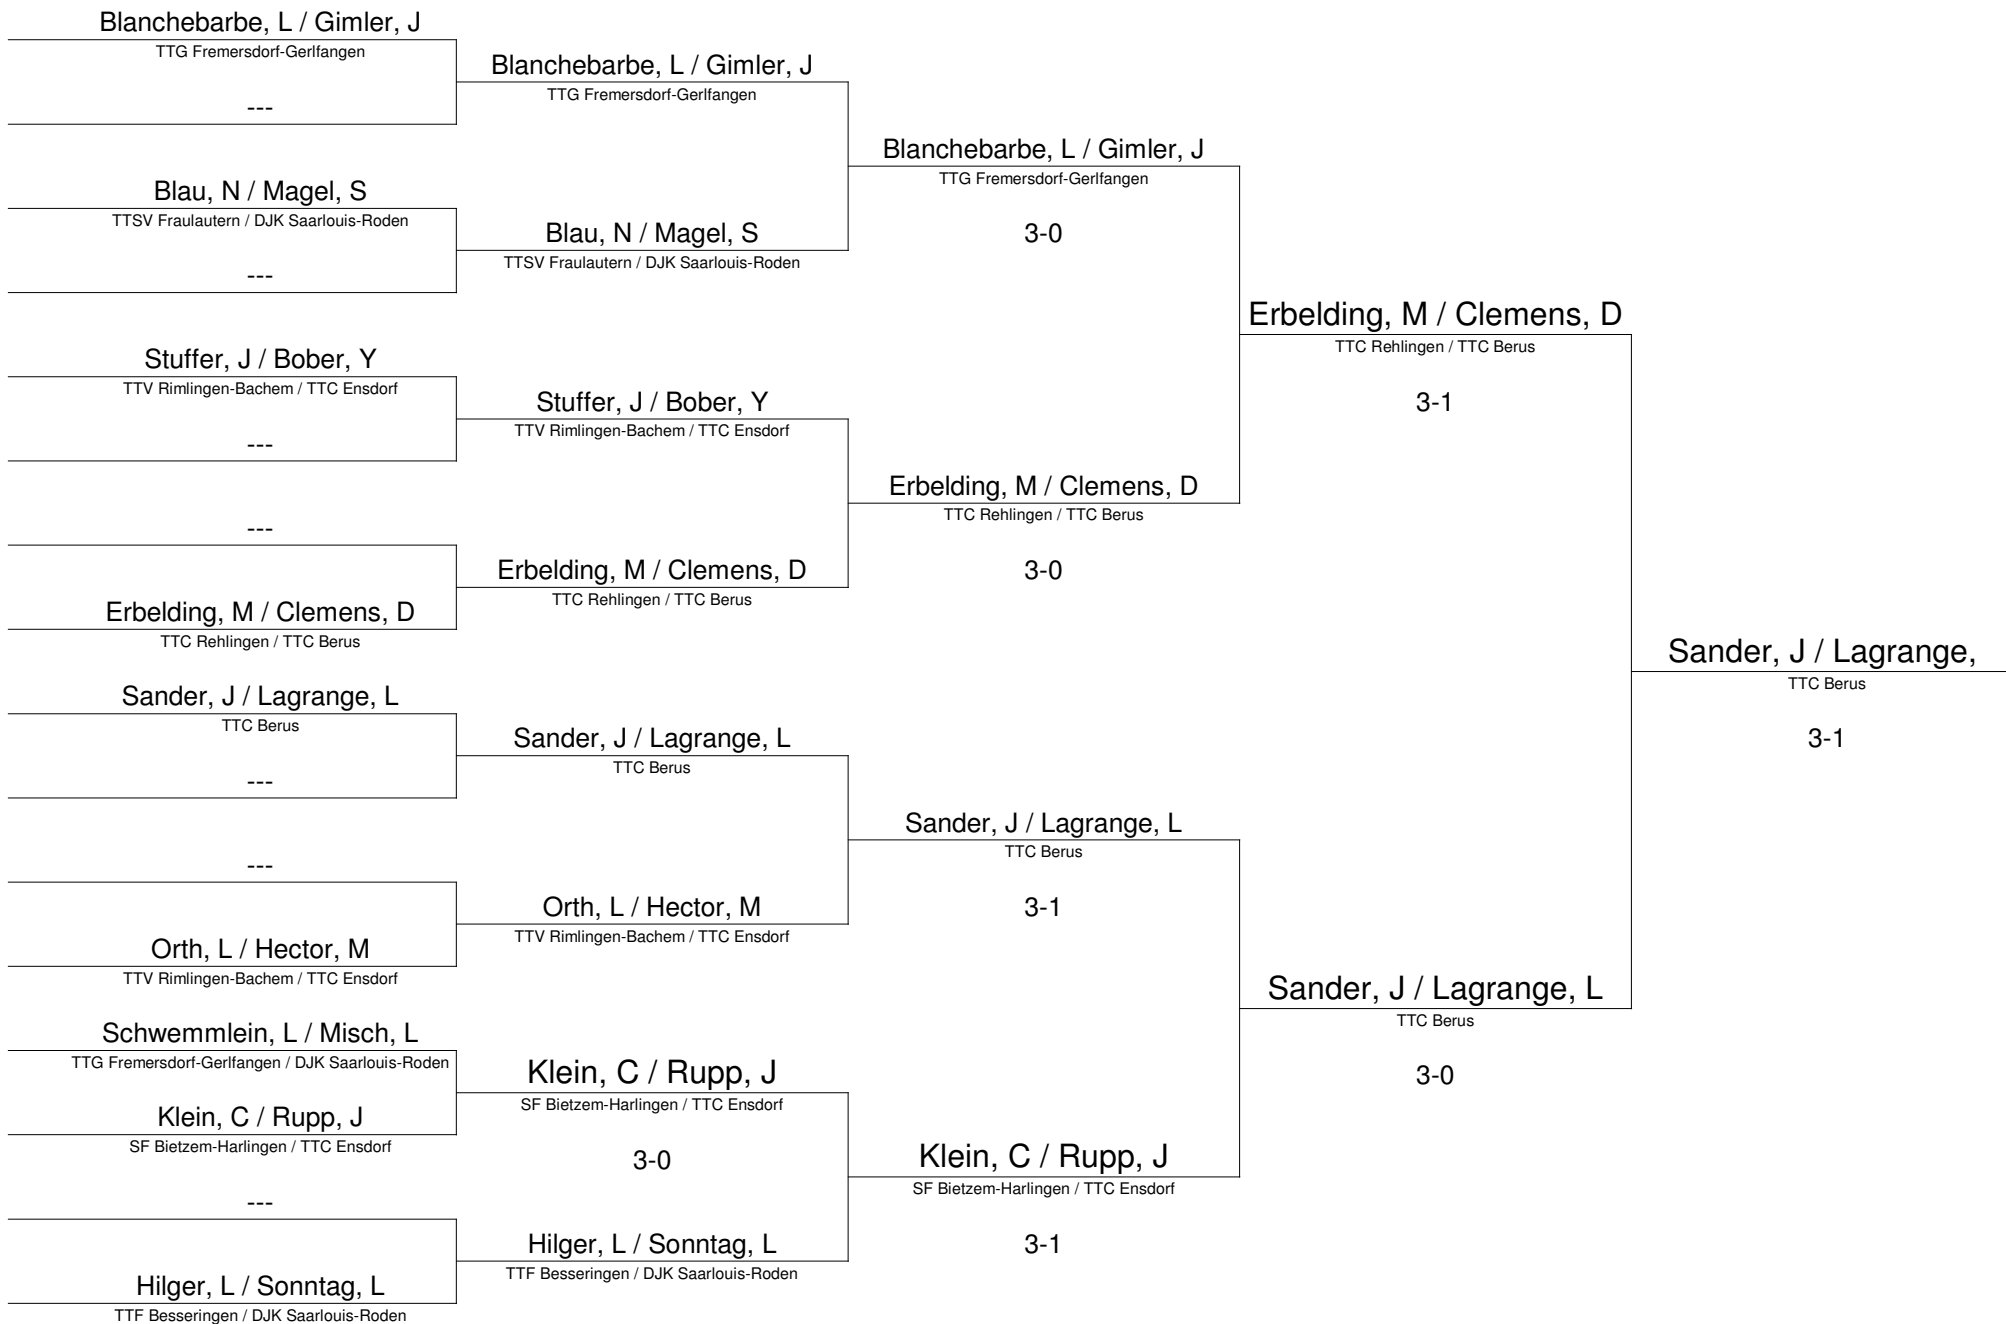 Blanchebarbe, L / Gimler, J
TTG Fremersdorf-Gerlfangen
---
Blau, N / Magel, S
TTSV Fraulautern / DJK Saarlouis-Roden
---
Stuffer, J / Bober, Y
TTV Rimlingen-Bachem / TTC Ensdorf
---
---
Erbelding, M / Clemens, D
TTC Rehlingen / TTC Berus
Sander, J / Lagrange, L
TTC Berus
---
---
Orth, L / Hector, M
TTV Rimlingen-Bachem / TTC Ensdorf
Schwemmlein, L / Misch, L
TTG Fremersdorf-Gerlfangen / DJK Saarlouis-Roden
Klein, C / Rupp, J
SF Bietzem-Harlingen / TTC Ensdorf
---
Hilger, L / Sonntag, L
TTF Besseringen / DJK Saarlouis-Roden
Blanchebarbe, L / Gimler, J
TTG Fremersdorf-Gerlfangen
Blau, N / Magel, S
TTSV Fraulautern / DJK Saarlouis-Roden
Stuffer, J / Bober, Y
TTV Rimlingen-Bachem / TTC Ensdorf
Erbelding, M / Clemens, D
TTC Rehlingen / TTC Berus
Sander, J / Lagrange, L
TTC Berus
Orth, L / Hector, M
TTV Rimlingen-Bachem / TTC Ensdorf
Klein, C / Rupp, J
SF Bietzem-Harlingen / TTC Ensdorf
3-0
Hilger, L / Sonntag, L
TTF Besseringen / DJK Saarlouis-Roden
Blanchebarbe, L / Gimler, J
TTG Fremersdorf-Gerlfangen
3-0
Erbelding, M / Clemens, D
TTC Rehlingen / TTC Berus
3-0
Sander, J / Lagrange, L
TTC Berus
3-1
Klein, C / Rupp, J
SF Bietzem-Harlingen / TTC Ensdorf
3-1
Erbelding, M / Clemens, D
TTC Rehlingen / TTC Berus
3-1
Sander, J / Lagrange, L
TTC Berus
3-0
Sander, J / Lagrange,
TTC Berus
3-1